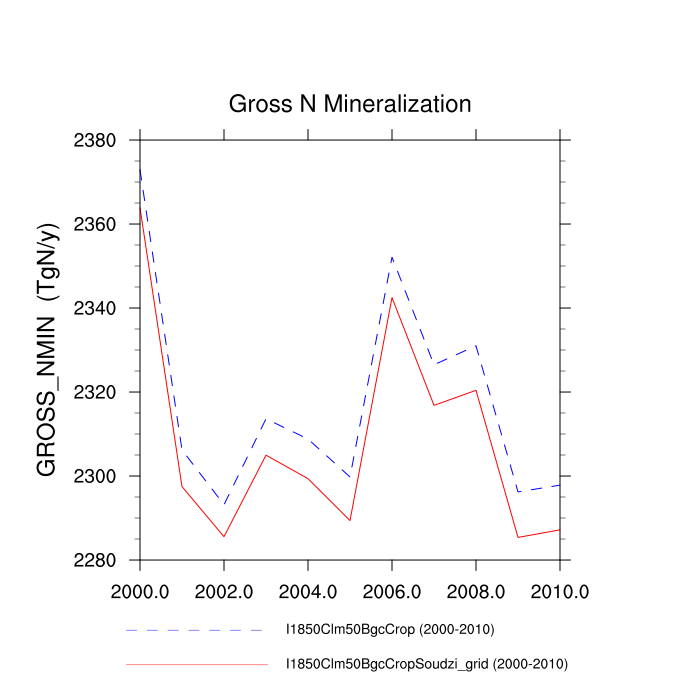 Gross N Mineralization
GROSS_NMIN (TgN/y)
2380
2360
2340
2320
2300
2280
2000.0 2002.0 2004.0 2006.0 2008.0 2010.0
I1850Clm50BgcCrop (2000-2010)
I1850Clm50BgcCropSoudzi_grid (2000-2010)